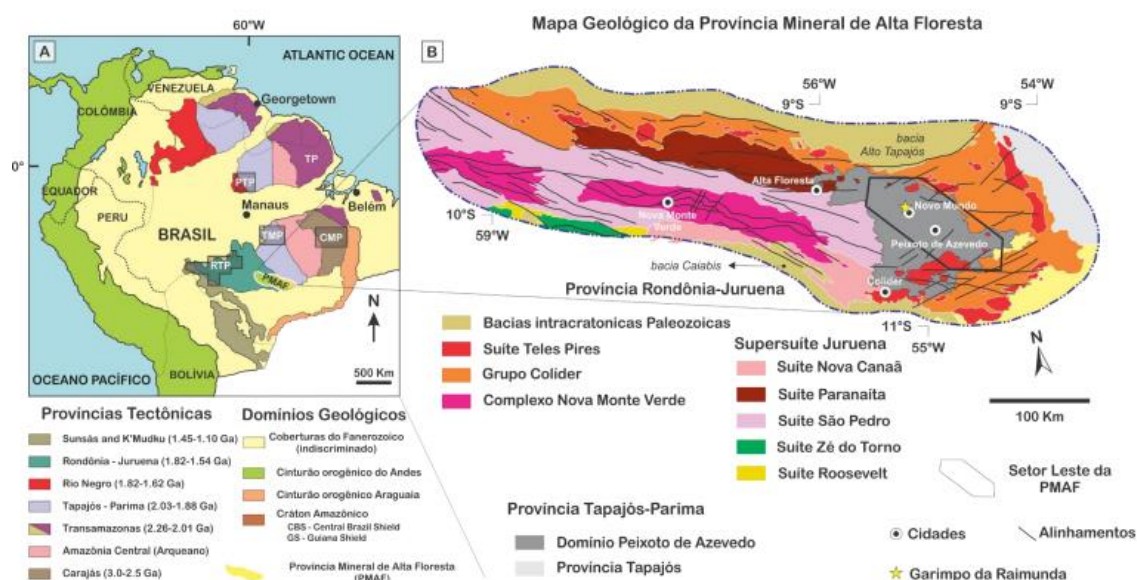 60°W
Mapa Geológico da Província Mineral de Alta Floresta
A
ATLANTIC OCEAN
B
VENEZUELA
Georgetown
COLÔMBIA
TP
0°
PTP
EQUADOR
Manaus
Belém
PERU
BRASIL
TMP
CMP
RTP
PMAF
N
BOLÍVIA
OCEANO PACÍFICO
500 Km
56°W
54°W
9°S
9°S
bacia
Alto Tapajós
Alta Floresta
Novo Mundo
10°S
Nova Monte
Verde
Peixoto de Azevedo
59°W
bacia Caiabis
Colider
11°S
55°W
N
100 Km
Província Rondônia-Juruena
Bacias intracratonicas Paleozoicas
Suíte Teles Pires
Grupo Colíder
Complexo Nova Monte Verde
Supersuíte Juruena
Suíte Nova Canaã
Suíte Paranaíta
Suíte São Pedro
Suíte Zé do Torno
Suíte Roosevelt
Setor Leste da
PMAF
Província Tapajós-Parima
Domínio Peixoto de Azevedo
Província Tapajós
Cidades
Alinhamentos
Garimpo da Raimunda
Províncias Tectônicas
Sunsás and K'Mudku (1.45-1.10 Ga)
Rondônia - Juruena (1.82-1.54 Ga)
Rio Negro (1.82-1.62 Ga)
Tapajós - Parima (2.03-1.88 Ga)
Transamazonas (2.26-2.01 Ga)
Amazônia Central (Arqueano)
Carajás (3.0-2.5 Ga)
Domínios Geológicos
Coberturas do Fanerozoico
(indiscriminado)
Cinturão orogênico do Andes
Cinturão orogênico Araguaia
Cráton Amazônico
CBS - Central Brazil Shield
GS - Guiana Shield
Província Mineral de Alta Floresta
(PMAF)